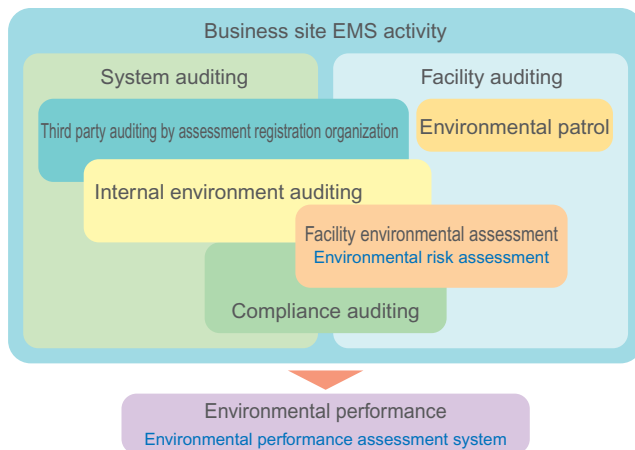 Business site EMS activity
System auditing
Facility auditing
Third party auditing by assessment registration organization
Environmental patrol
Internal environment auditing
Facility environmental assessment
Environmental risk assessment
Compliance auditing
Environmental performance
Environmental performance assessment system